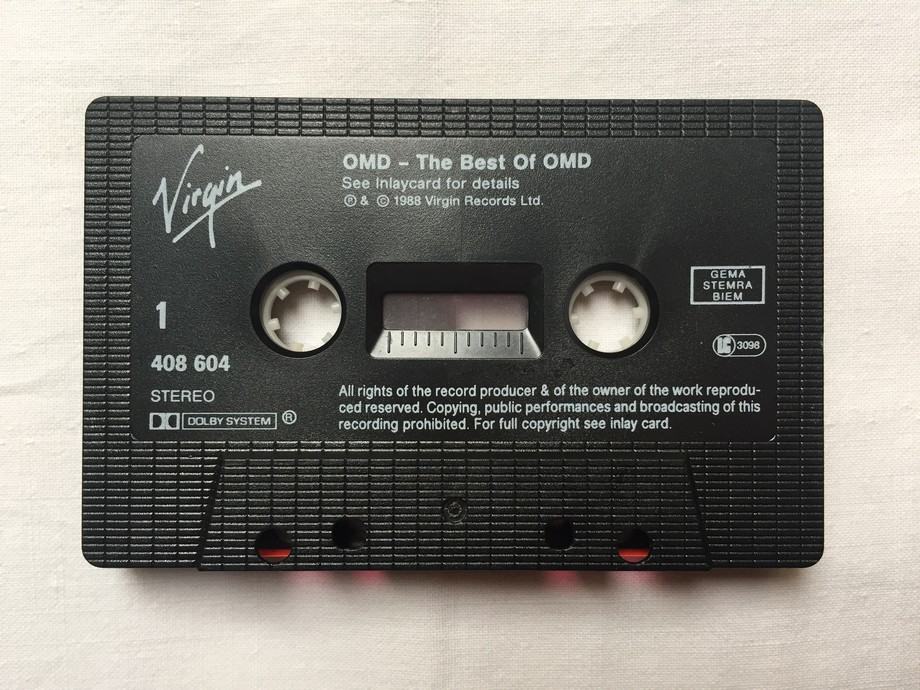 Virgin
OMD – The Best Of OMD
See Inlaycard for details
Ⓟ & © 1988 Virgin Records Ltd.
GEMA
STEMRA
BIEM
1
LC 3098
408 604
STEREO
DOLBY SYSTEM ®
All rights of the record producer & of the owner of the work reprodu-
ced reserved. Copying, public performances and broadcasting of this
recording prohibited. For full copyright see inlay card.